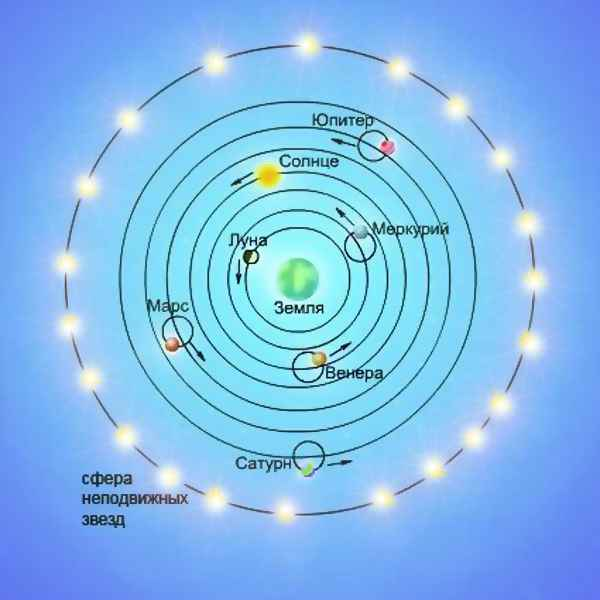 Юпитер
Солнце
Меркурий
Луна
Земля
Марс
Венера
Сатурн
сфера
неподвижных
звезд